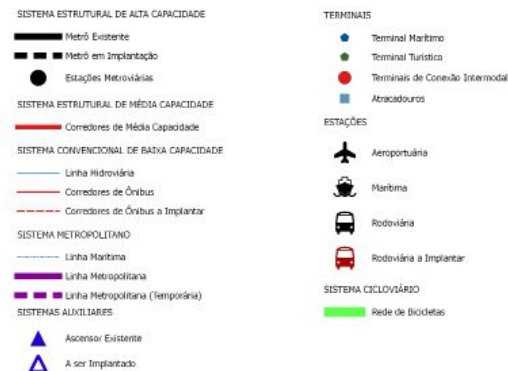 SISTEMA ESTRUTURAL DE ALTA CAPACIDADE
Metrô Existente
Metrô em Implantação
Estações Metroviárias
SISTEMA ESTRUTURAL DE MÉDIA CAPACIDADE
Corredores de Média Capacidade
SISTEMA CONVENCIONAL DE BAIXA CAPACIDADE
Linha Hidroviária
Corredores de Ônibus
Corredores de Ônibus a Implantar
SISTEMA METROPOLITANO
Linha Marítima
Linha Metropolitana
Linha Metropolitana (Temporária)
SISTEMAS AUXILIARES
Ascensor Existente
A ser Implantado
TERMINAIS
Terminal Marítimo
Terminal Turístico
Terminais de Conexão Intermodal
Atracadouros
ESTAÇÕES
Aeroportuária
Marítima
Rodoviária
Rodoviária a Implantar
SISTEMA CICLOVIÁRIO
Rede de Bicicletas